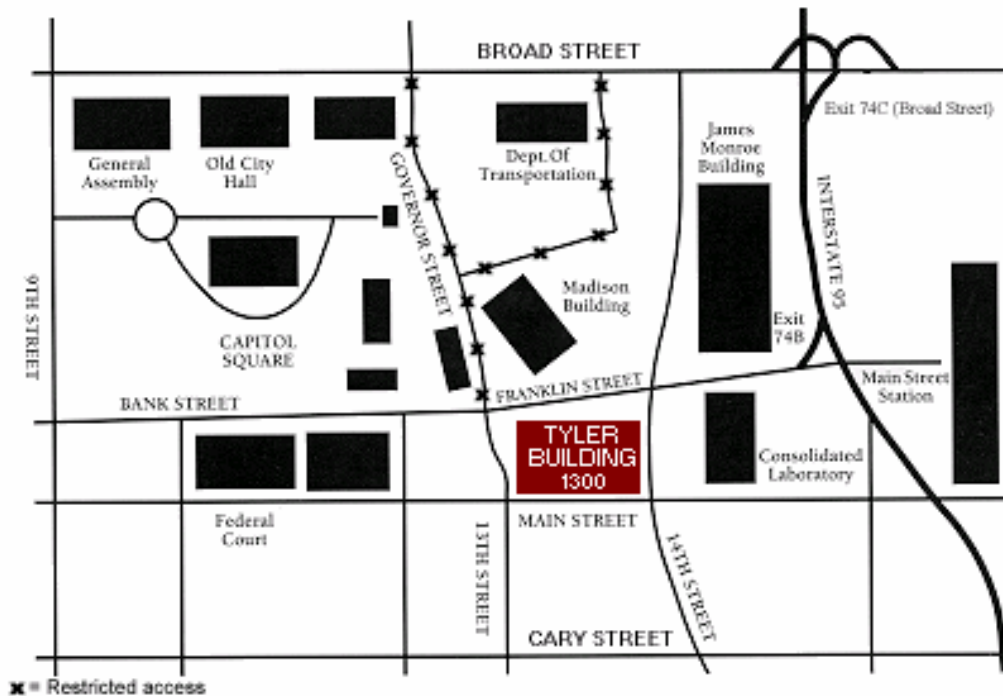 BROAD STREET
Exit 74C (Broad Street)
General
Assembly
Old City
Hall
GOVERNOR STREET
Dept. Of
Transportation
James
Monroe
Building
INTERSTATE 95
9TH STREET
CAPITOL
SQUARE
Madison
Building
Exit
74B
Main Street
Station
BANK STREET
FRANKLIN STREET
TYLER
BUILDING
1300
Consolidated
Laboratory
Federal
Court
MAIN STREET
13TH STREET
14TH STREET
CARY STREET
x = Restricted access